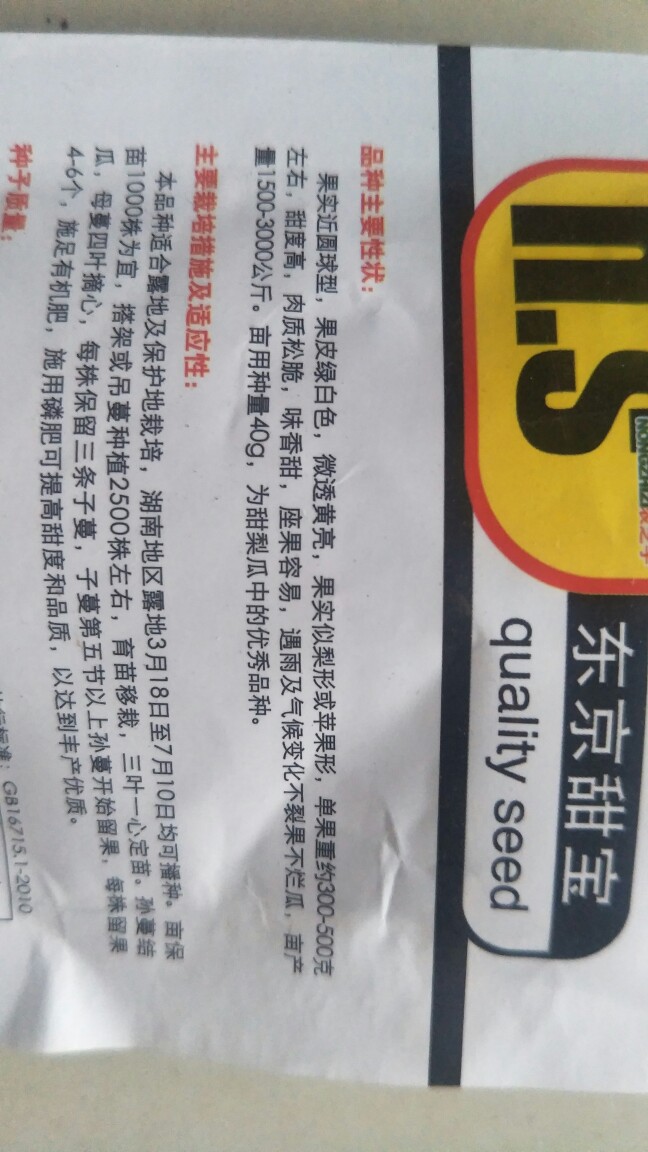 n.s
农之子
东京甜宝
quality seed
品种主要性状：
果实近圆球型，果皮绿白色，微透黄亮，果实似梨形或苹果形，单果重约300-500克
左右，甜度高，肉质松脆，味香甜，座果容易，遇雨及气候变化不裂果不烂瓜，亩产
量1500-3000公斤。亩用种量40g，为甜梨瓜中的优秀品种。
主要栽培措施及适应性：
本品种适合露地及保护地栽培，湖南地区露地3月18日至7月10日均可播种。亩保
苗1000株为宜，搭架或吊蔓种植2500株左右，育苗移栽，三叶一心定苗。孙蔓结
瓜，母蔓四叶摘心，每株保留三条子蔓，子蔓第五节以上孙蔓开始留果，每株留果
4-6个，施足有机肥，施用磷肥可提高甜度和品质，以达到丰产优质。
种子质量：
执行标准：GB16715.1-2010